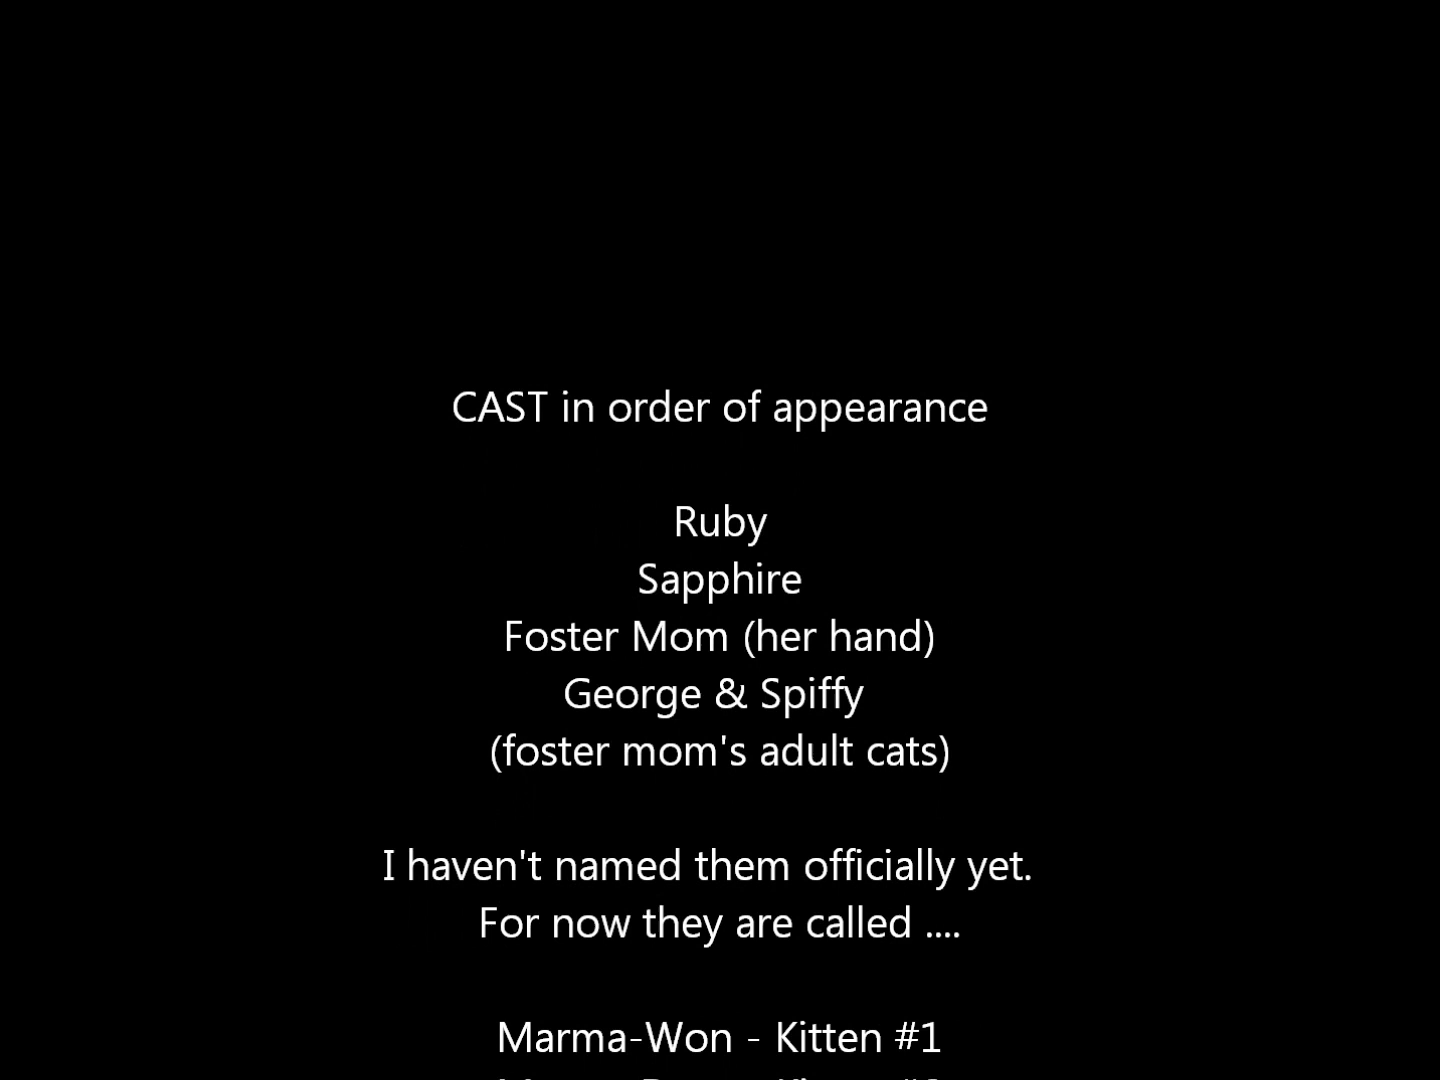 CAST in order of appearance
Ruby
Sapphire
Foster Mom (her hand)
George & Spiffy
(foster mom's adult cats)
I haven't named them officially yet.
For now they are called ....
Marma-Won - Kitten #1